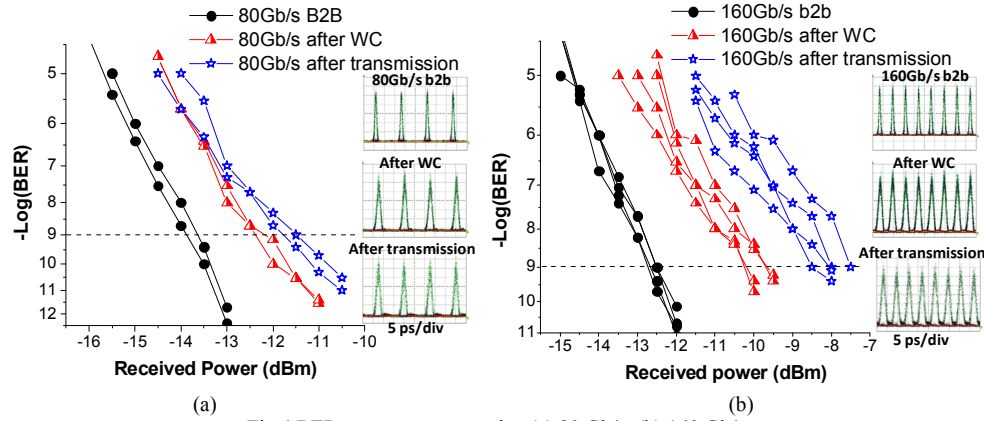 80Gb/s B2B
80Gb/s after WC
80Gb/s after transmission
-Log(BER)
5
6
7
8
9
10
11
12
-16
-15
-14
-13
-12
-11
-10
Received Power (dBm)
80Gb/s b2b
After WC
After transmission
5 ps/div
(a)
160Gb/s b2b
160Gb/s after WC
160Gb/s after transmission
-Log(BER)
5
6
7
8
9
10
11
-15
-14
-13
-12
-11
-10
-9
-8
-7
Received power (dBm)
160Gb/s b2b
After WC
After transmission
5 ps/div
(b)